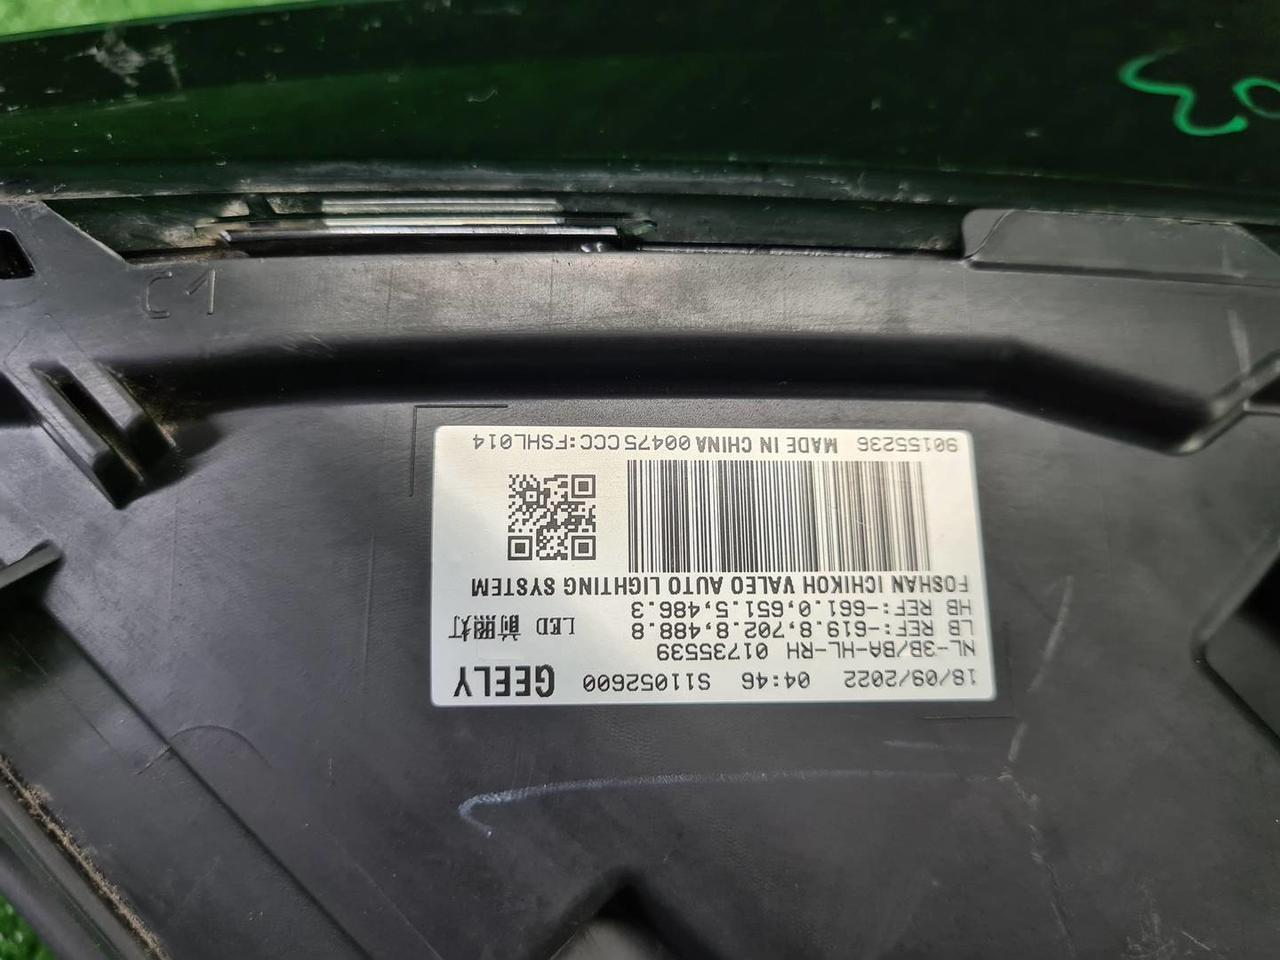 18/09/2022 04:46 S11052600 GEELY
NL-3B/BA-HL-RH 01735539
LB REF:-619.8,702.8,488.8
HB REF:-661.0,651.5,486.3
LED 前照灯
FOSHAN ICHIKOH VALEO AUTO LIGHTING SYSTEM
90155236 MADE IN CHINA 00475 CCC:FSHL014
C1